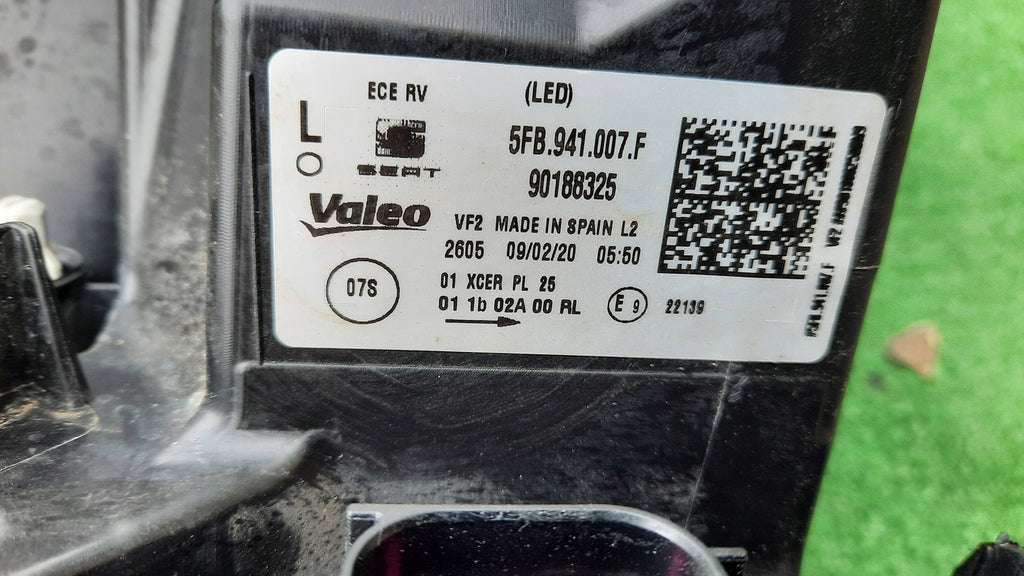 ECE RV (LED)
L
SEAT
5FB.941.007.F
90188325
Valeo
VF2 MADE IN SPAIN L2
2605 09/02/20 05:50
07S
01 XCER PL 25
01 1b 02A 00 RL
E 9 22139